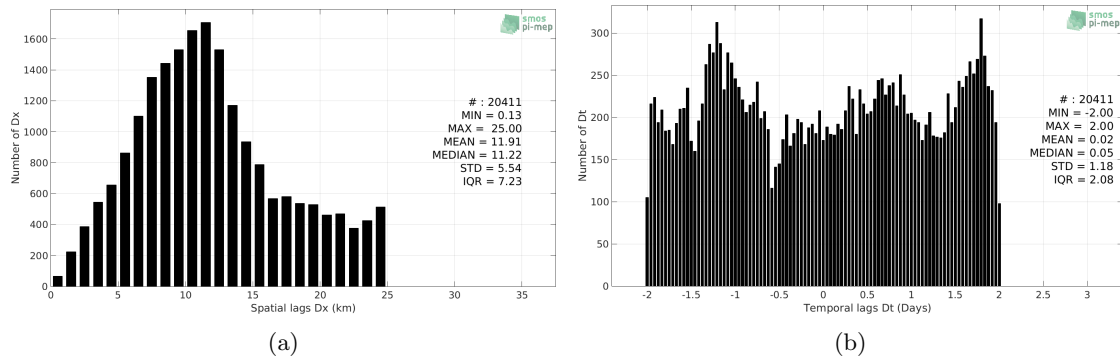 smos
pi-mep
1600
1400
1200
1000
800
600
400
200
0
Number of Dx
# : 20411
MIN = 0.13
MAX = 25.00
MEAN = 11.91
MEDIAN = 11.22
STD = 5.54
IQR = 7.23
0 5 10 15 20 25 30 35
Spatial lags Dx (km)
(a)
smos
pi-mep
300
250
200
150
100
50
0
Number of Dt
# : 20411
MIN = -2.00
MAX = 2.00
MEAN = 0.02
MEDIAN = 0.05
STD = 1.18
IQR = 2.08
-2 -1.5 -1 -0.5 0 0.5 1 1.5 2 2.5 3
Temporal lags Dt (Days)
(b)